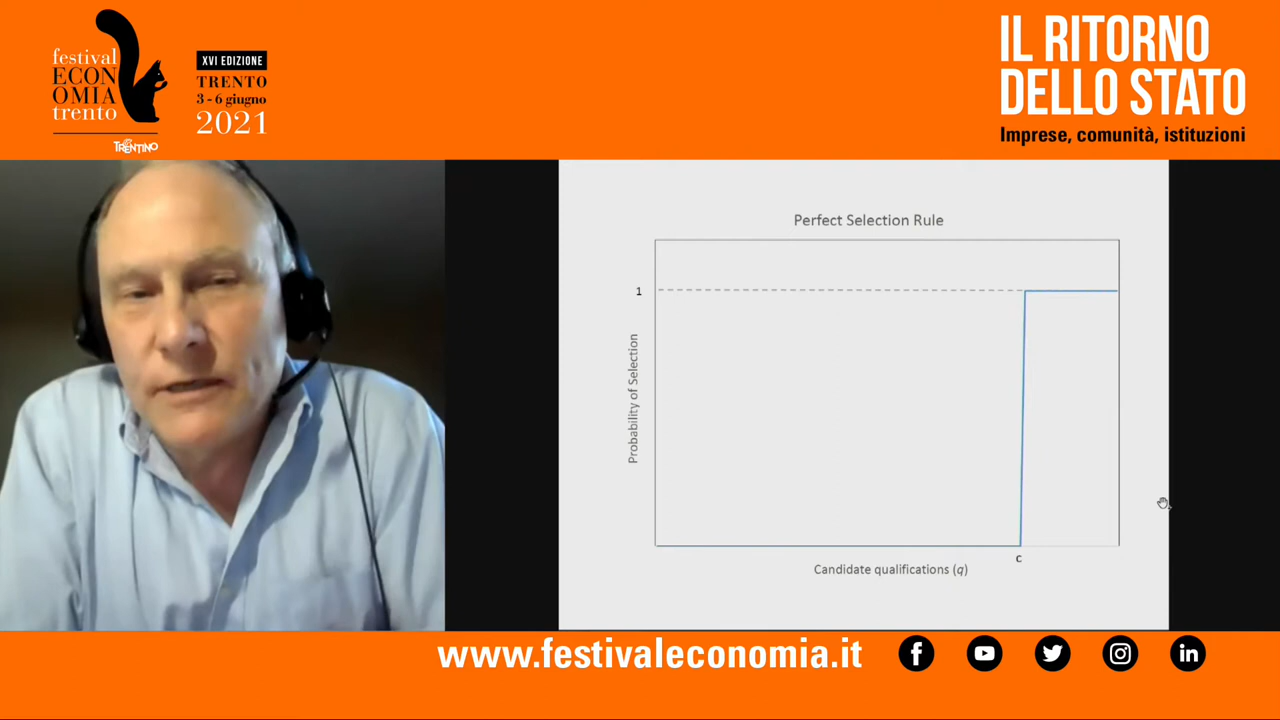 festival
ECON
OMIA
trento
TRENTINO
XVI EDIZIONE
TRENTO
3 - 6 giugno
2021
IL RITORNO
DELLO STATO
Imprese, comunità, istituzioni
Perfect Selection Rule
1
Probability of Selection
c
Candidate qualifications (q)
www.festivaleconomia.it